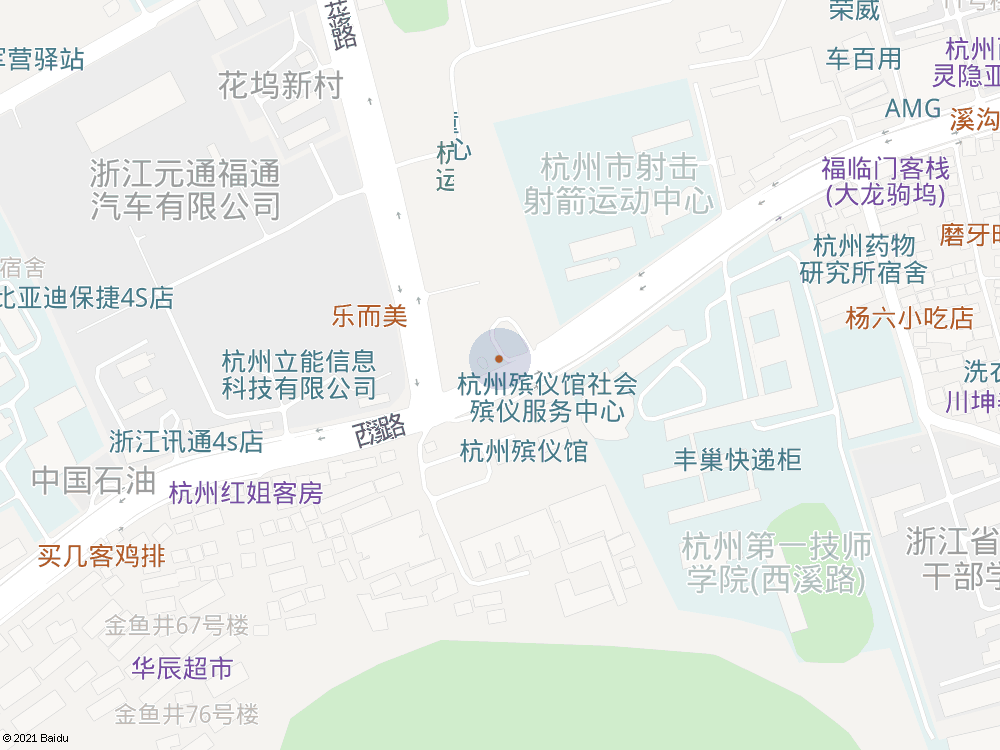 荣威
营驿站
车百用
花坞新村
AMG
溪沟
心
杭
运
杭州市射击
射箭运动中心
福临门客栈
(大龙驹坞)
浙江元通福通
汽车有限公司
杭州药物
研究所宿舍
宿舍
比亚迪保捷4S店
乐而美
杨六小吃店
杭州立能信息
科技有限公司
杭州殡仪馆社会
殡仪服务中心
西溪路
浙江讯通4s店
杭州殡仪馆
丰巢快递柜
中国石油
杭州红姐客房
买几客鸡排
杭州第一技师
学院(西溪路)
浙江省
金鱼井67号楼
华辰超市
金鱼井76号楼
© 2021 Baidu